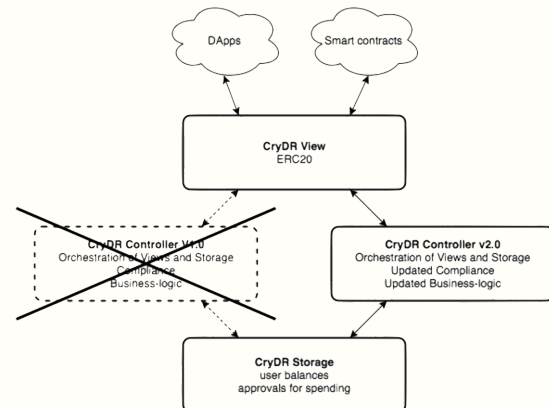 DApps
Smart contracts
CryDR View
ERC20
CryDR Controller V1.0
Orchestration of Views and Storage
Compliance
Business-logic
CryDR Controller v2.0
Orchestration of Views and Storage
Updated Compliance
Updated Business-logic
CryDR Storage
user balances
approvals for spending